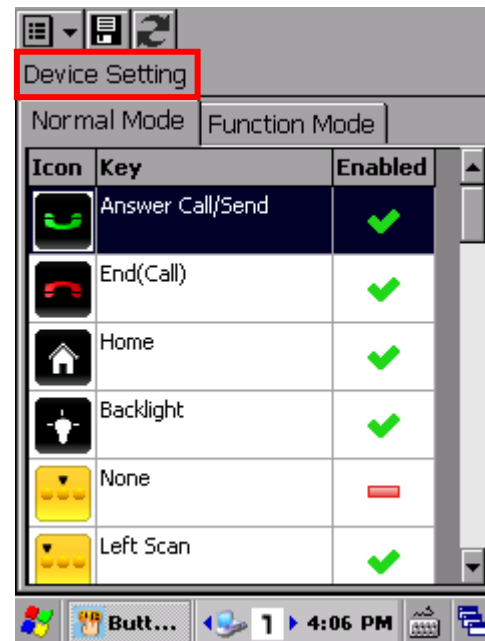 Device Setting
Normal Mode Function Mode
Icon Key Enabled
Answer Call/Send
End(Call)
Home
Backlight
None
Left Scan
Butt... 1 4:06 PM